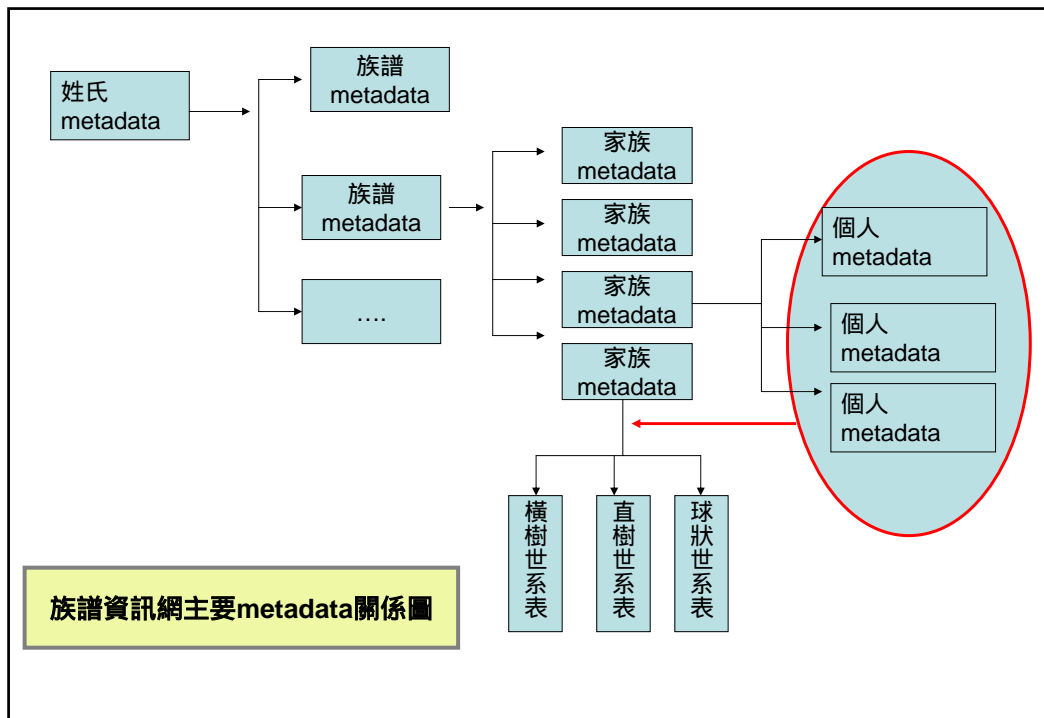 姓氏
metadata
族譜
metadata
族譜
metadata
....
家族
metadata
家族
metadata
家族
metadata
家族
metadata
個人
metadata
個人
metadata
個人
metadata
橫樹世系表
直樹世系表
球狀世系表
族譜資訊網主要metadata關係圖